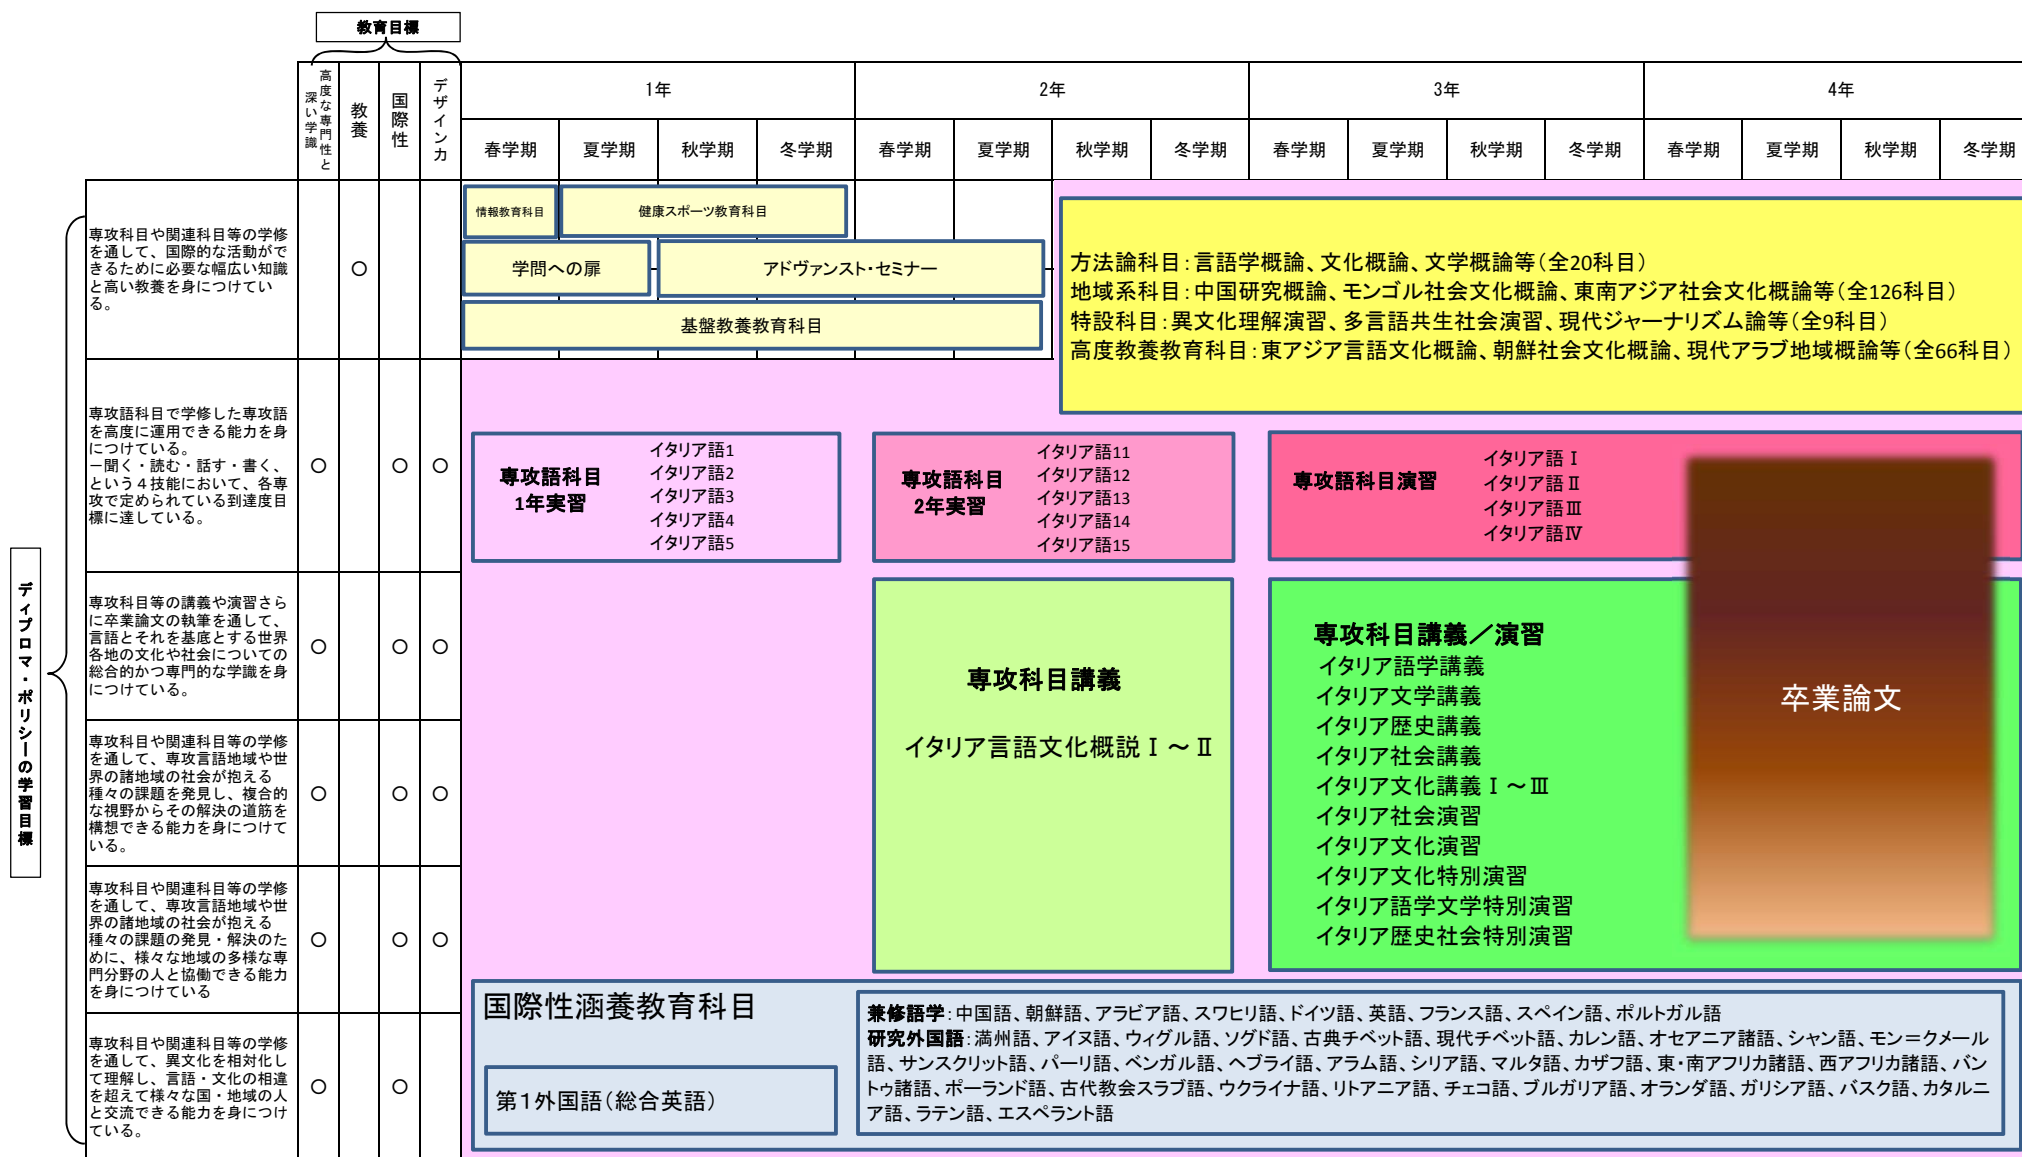 教育目標
高度な専門性と
深い学識
教養
国際性
デザイン力
1年
2年
3年
4年
春学期
夏学期
秋学期
冬学期
春学期
夏学期
秋学期
冬学期
春学期
夏学期
秋学期
冬学期
春学期
夏学期
秋学期
冬学期
ディプロマ・ポリシーの学習目標
専攻科目や関連科目等の学修
を通して、国際的な活動がで
きるために必要な幅広い知識
と高い教養を身につけてい
る。
○
情報教育科目
健康スポーツ教育科目
学問への扉
アドヴァンスト・セミナー
基盤教養教育科目
方法論科目：言語学概論、文化概論、文学概論等（全20科目）
地域系科目：中国研究概論、モンゴル社会文化概論、東南アジア社会文化概論等（全126科目）
特設科目：異文化理解演習、多言語共生社会演習、現代ジャーナリズム論等（全9科目）
高度教養教育科目：東アジア言語文化概論、朝鮮社会文化概論、現代アラブ地域概論等（全66科目）
専攻語科目で学修した専攻語
を高度に運用できる能力を身
につけている。
－聞く・読む・話す・書く、
という４技能において、各専
攻で定められている到達度目
標に達している。
○ ○ ○
専攻語科目
1年実習
イタリア語1
イタリア語2
イタリア語3
イタリア語4
イタリア語5
専攻語科目
2年実習
イタリア語11
イタリア語12
イタリア語13
イタリア語14
イタリア語15
専攻語科目演習
イタリア語Ⅰ
イタリア語Ⅱ
イタリア語Ⅲ
イタリア語Ⅳ
専攻科目等の講義や演習さら
に卒業論文の執筆を通して、
言語とそれを基底とする世界
各地の文化や社会についての
総合的かつ専門的な学識を身
につけている。
○ ○ ○
専攻科目講義
イタリア言語文化概説Ⅰ～Ⅱ
専攻科目講義／演習
イタリア語学講義
イタリア文学講義
イタリア歴史講義
イタリア社会講義
イタリア文化講義Ⅰ～Ⅲ
イタリア社会演習
イタリア文化演習
イタリア文化特別演習
イタリア語学文学特別演習
イタリア歴史社会特別演習
卒業論文
専攻科目や関連科目等の学修
を通して、専攻言語地域や世
界の諸地域の社会が抱える
種々の課題を発見し、複合的
な視野からその解決の道筋を
構想できる能力を身につけて
いる。
○ ○ ○
専攻科目や関連科目等の学修
を通して、専攻言語地域や世
界の諸地域の社会が抱える
種々の課題の発見・解決のた
めに、様々な地域の多様な専
門分野の人と協働できる能力
を身につけている
○ ○ ○
専攻科目や関連科目等の学修
を通して、異文化を相対化し
て理解し、言語・文化の相違
を超えて様々な国・地域の人
と交流できる能力を身につけ
ている。
○ ○
国際性涵養教育科目
第1外国語（総合英語）
兼修語学：中国語、朝鮮語、アラビア語、スワヒリ語、ドイツ語、英語、フランス語、スペイン語、ポルトガル語
研究外国語：満州語、アイヌ語、ウィグル語、ソグド語、古典チベット語、現代チベット語、カレン語、オセアニア諸語、シャン語、モン＝クメール
語、サンスクリット語、パーリ語、ベンガル語、ヘブライ語、アラム語、シリア語、マルタ語、カザフ語、東・南アフリカ諸語、西アフリカ諸語、バン
トゥ諸語、ポーランド語、古代教会スラブ語、ウクライナ語、リトアニア語、チェコ語、ブルガリア語、オランダ語、ガリシア語、バスク語、カタルニ
ア語、ラテン語、エスペラント語